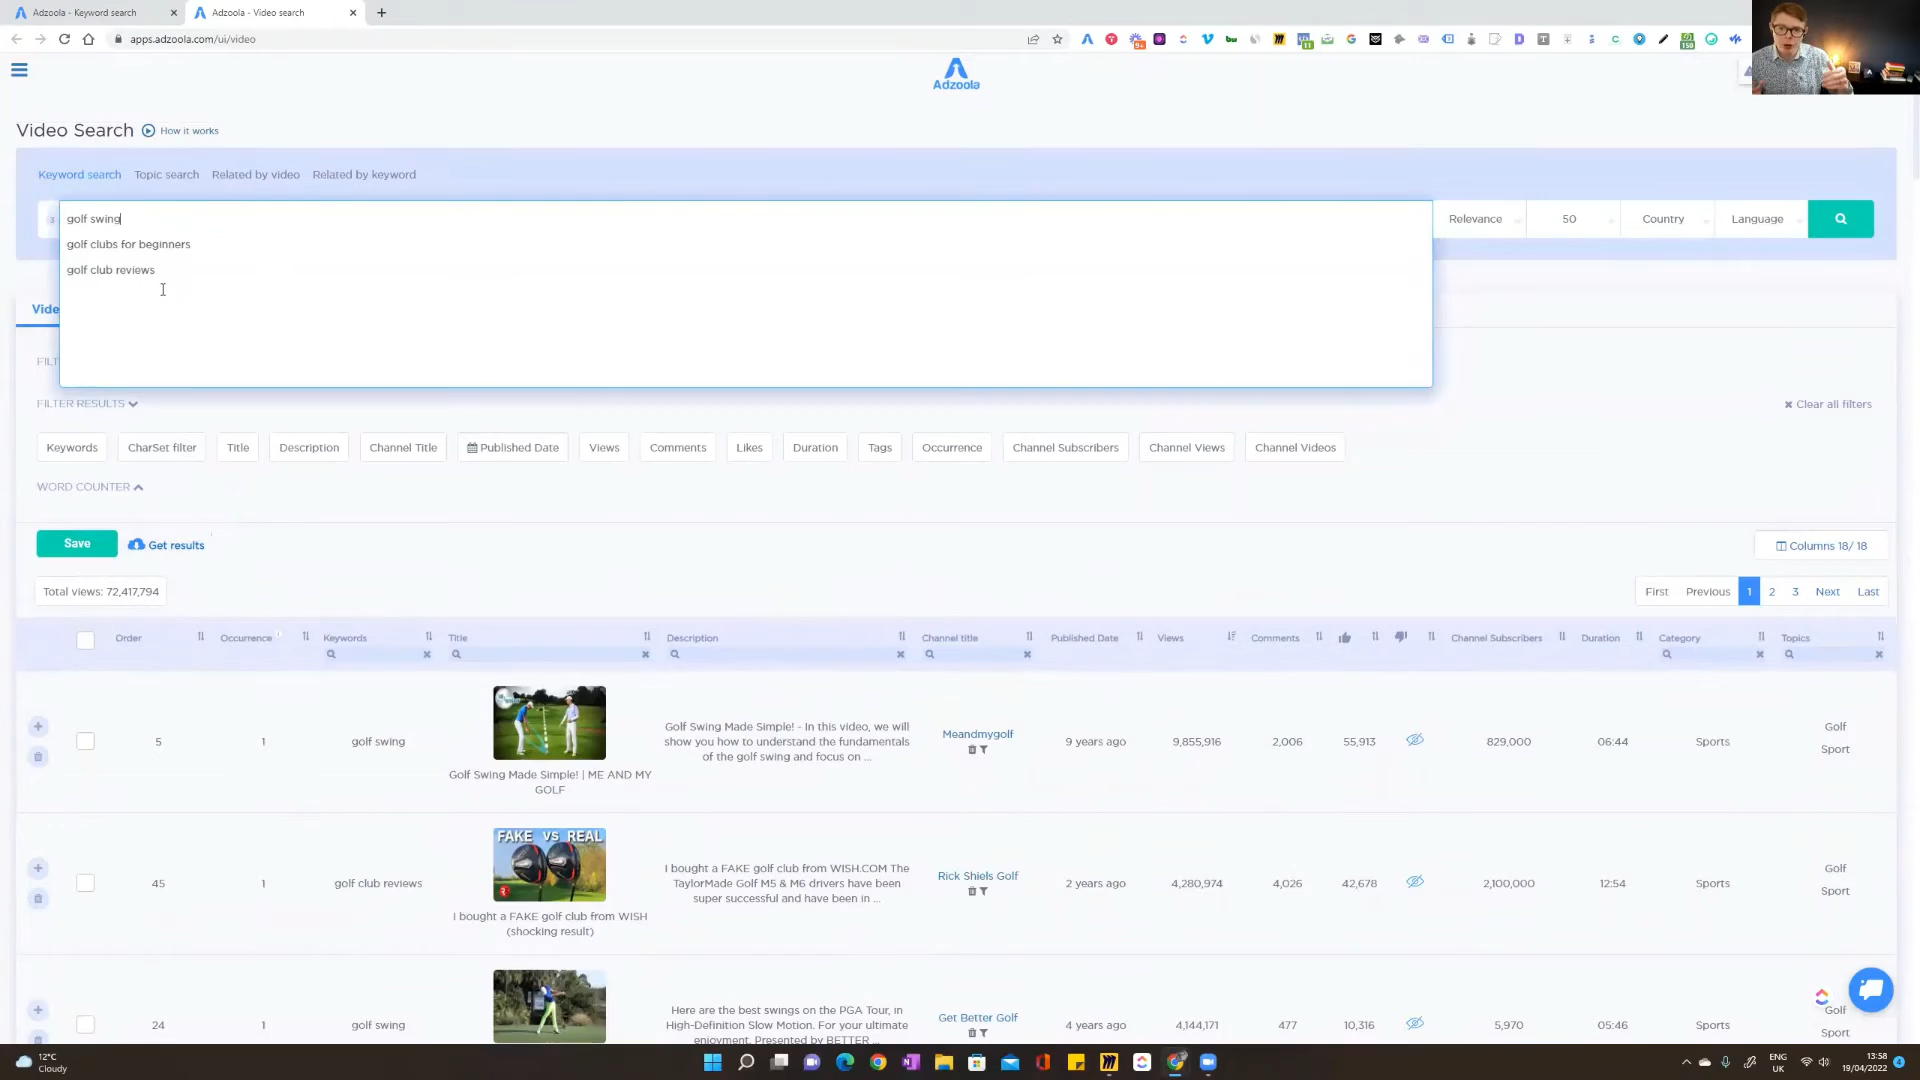 Adzoola - Keyword search
Adzoola - Video search
apps.adzoola.com/ui/video
Adzoola
Video Search How it works
Keyword search Topic search Related by video Related by keyword
3
golf swing
golf clubs for beginners
golf club reviews
Relevance 50 Country Language
Vide
FILT
FILTER RESULTS
Clear all filters
Keywords CharSet filter Title Description Channel Title Published Date Views Comments Likes Duration Tags Occurrence Channel Subscribers Channel Views Channel Videos
WORD COUNTER
Save Get results
Columns 18/ 18
Total views: 72,417,794
First Previous 1 2 3 Next Last
Order Occurrence Keywords Title Description Channel title Published Date Views Comments Channel Subscribers Duration Category Topics
5 1 golf swing
Golf Swing Made Simple! | ME AND MY
GOLF
Golf Swing Made Simple! - In this video, we will
show you how to understand the fundamentals
of the golf swing and focus on ...
Meandmygolf
9 years ago 9,855,916 2,006 55,913 829,000 06:44 Sports
Golf
Sport
45 1 golf club reviews
FAKE VS REAL
I bought a FAKE golf club from WISH
(shocking result)
I bought a FAKE golf club from WISH.COM The
TaylorMade Golf M5 & M6 drivers have been
super successful and have been in ...
Rick Shiels Golf
2 years ago 4,280,974 4,026 42,678 2,100,000 12:54 Sports
Golf
Sport
24 1 golf swing
Here are the best swings on the PGA Tour, in
High-Definition Slow Motion. For your ultimate
enjoyment. Presented by BETTER ...
Get Better Golf
4 years ago 4,144,171 477 10,316 5,970 05:46 Sports
Golf
Sport
12°C
Cloudy
ENG
UK
13:58
19/04/2022
4